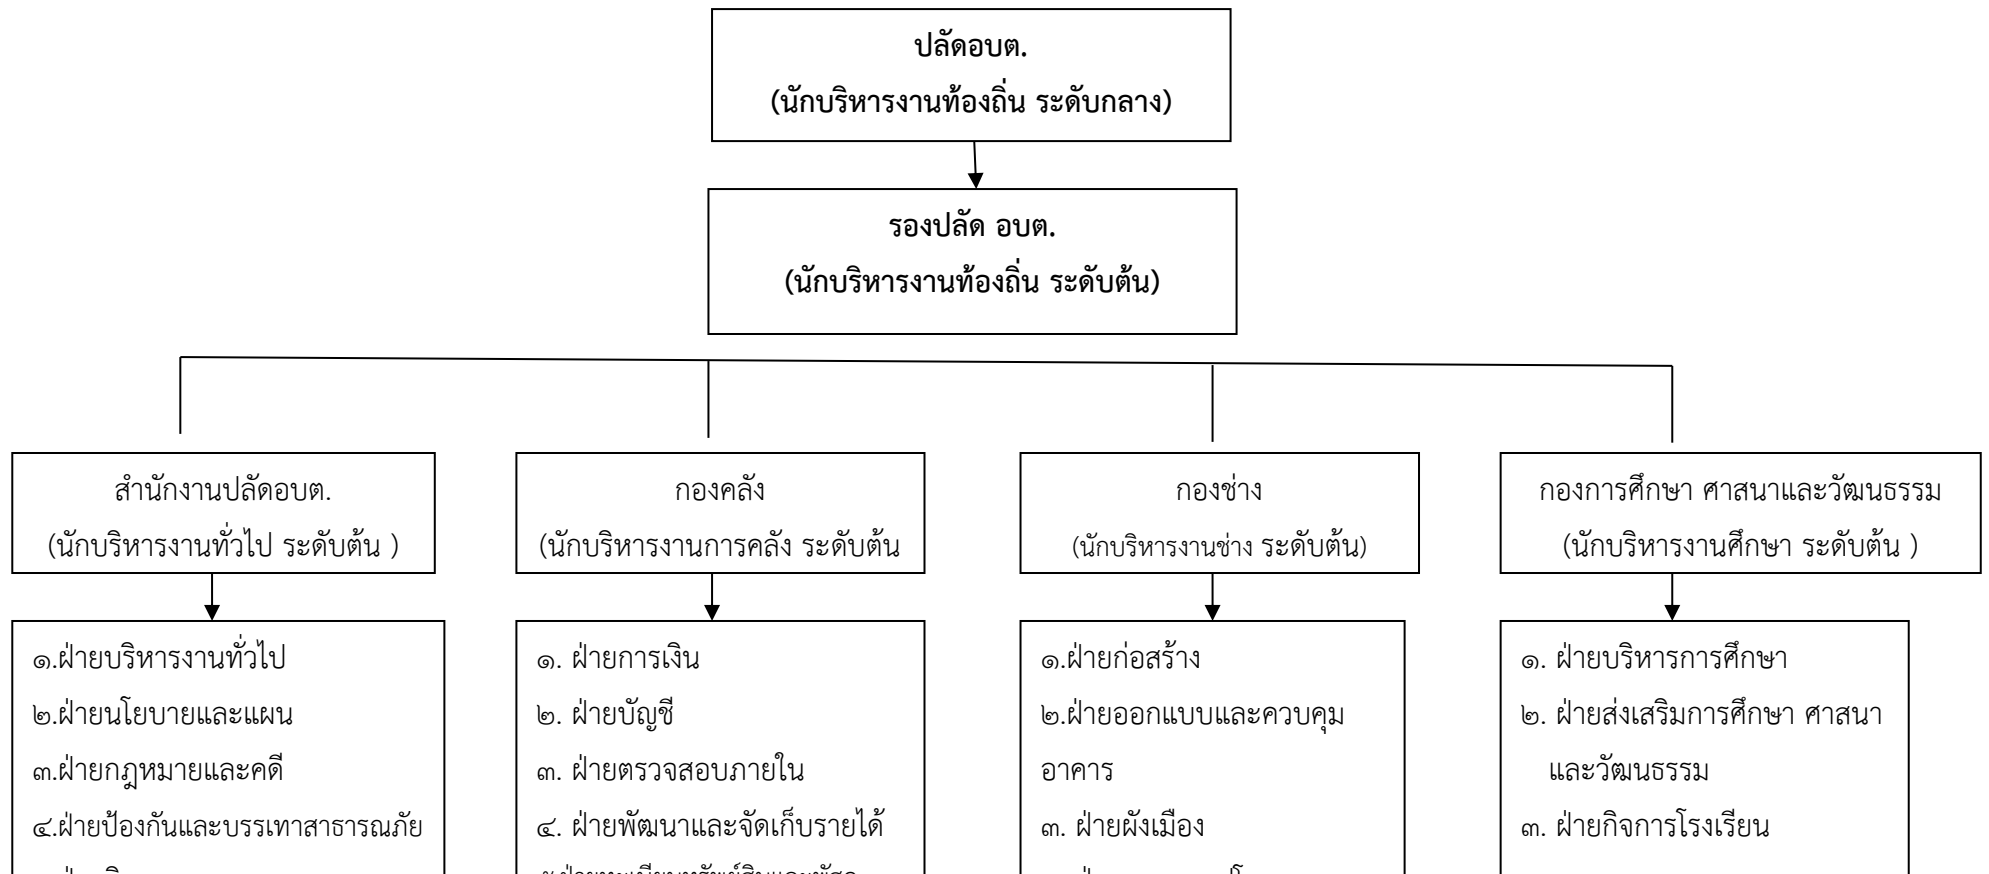 ปลัดอบต.
(นักบริหารงานท้องถิ่น ระดับกลาง)
รองปลัด อบต.
(นักบริหารงานท้องถิ่น ระดับต้น)
สำนักงานปลัดอบต.
(นักบริหารงานทั่วไป ระดับต้น )
กองคลัง
(นักบริหารงานการคลัง ระดับต้น
กองช่าง
(นักบริหารงานช่าง ระดับต้น)
กองการศึกษา ศาสนาและวัฒนธรรม
(นักบริหารงานศึกษา ระดับต้น )
๑.ฝ่ายบริหารงานทั่วไป
๒.ฝ่ายนโยบายและแผน
๓.ฝ่ายกฎหมายและคดี
๔.ฝ่ายป้องกันและบรรเทาสาธารณภัย
๑. ฝ่ายการเงิน
๒. ฝ่ายบัญชี
๓. ฝ่ายตรวจสอบภายใน
๔. ฝ่ายพัฒนาและจัดเก็บรายได้
ฝ่ายทะเบียนทรัพย์สินและพัสดุ
๑.ฝ่ายก่อสร้าง
๒.ฝ่ายออกแบบและควบคุม
อาคาร
๓. ฝ่ายผังเมือง
๑. ฝ่ายบริหารการศึกษา
๒. ฝ่ายส่งเสริมการศึกษา ศาสนา
และวัฒนธรรม
๓. ฝ่ายกิจการโรงเรียน